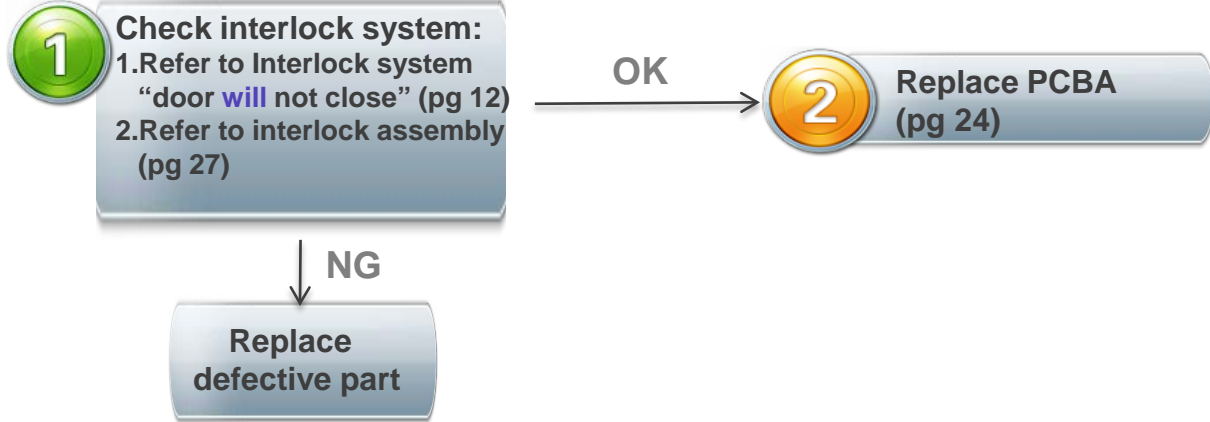 1
Check interlock system:
1.Refer to Interlock system
“door will not close” (pg 12)
2.Refer to interlock assembly
(pg 27)
OK
2
Replace PCBA
(pg 24)
NG
Replace
defective part